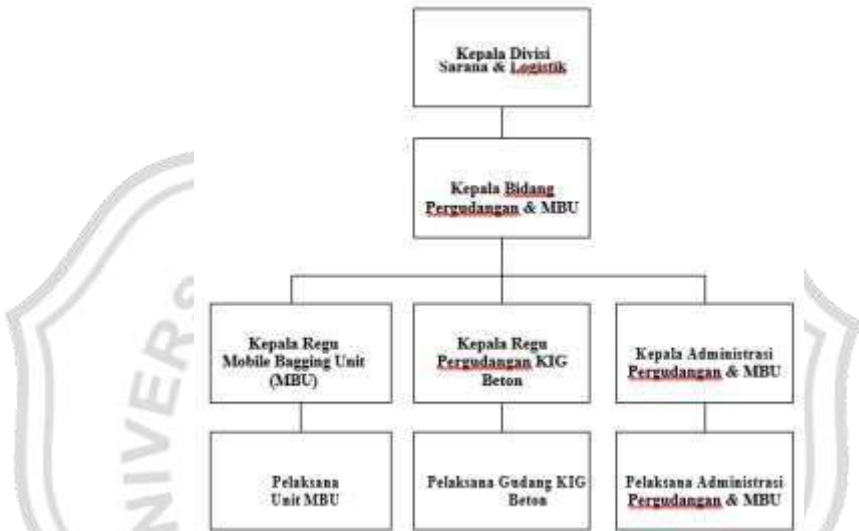 Kepala Divisi
Sarana & Logistik
Kepala Bidang
Pergudangan & MBU
Kepala Regu
Mobile Bagging Unit
(MBU)
Kepala Regu
Pergudangan KIG
Beton
Kepala Administrasi
Pergudangan & MBU
Pelaksana
Unit MBU
Pelaksana Gudang KIG
Beton
Pelaksana Administrasi
Pergudangan & MBU